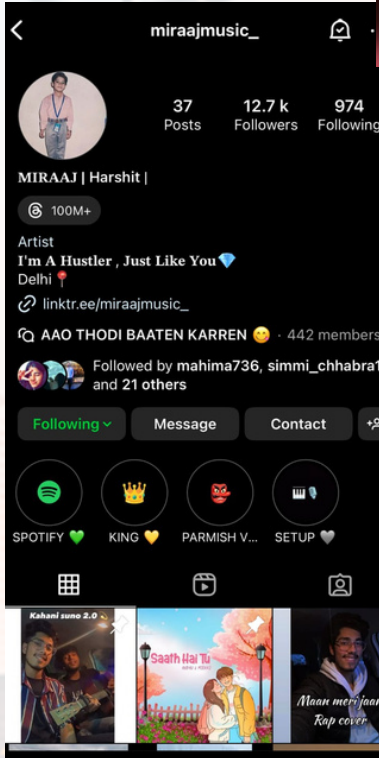 miraajmusic_
37
12.7 k
974
Posts
Followers
Following
MIRAAJ | Harshit |
100M+
Artist
I'm A Hustler , Just Like You💎
Delhi📍
linktr.ee/miraajmusic_
AAO THODI BAATEN KARREN 😊 · 442 members
Followed by mahima736, simmi_chhabra1
and 21 others
Following
Message
Contact
SPOTIFY 💚
KING 💛
PARMISH V...
SETUP 🩶
Kahani suno 2.0
Saath Hai Tu
Maan meri jaan
Rap cover